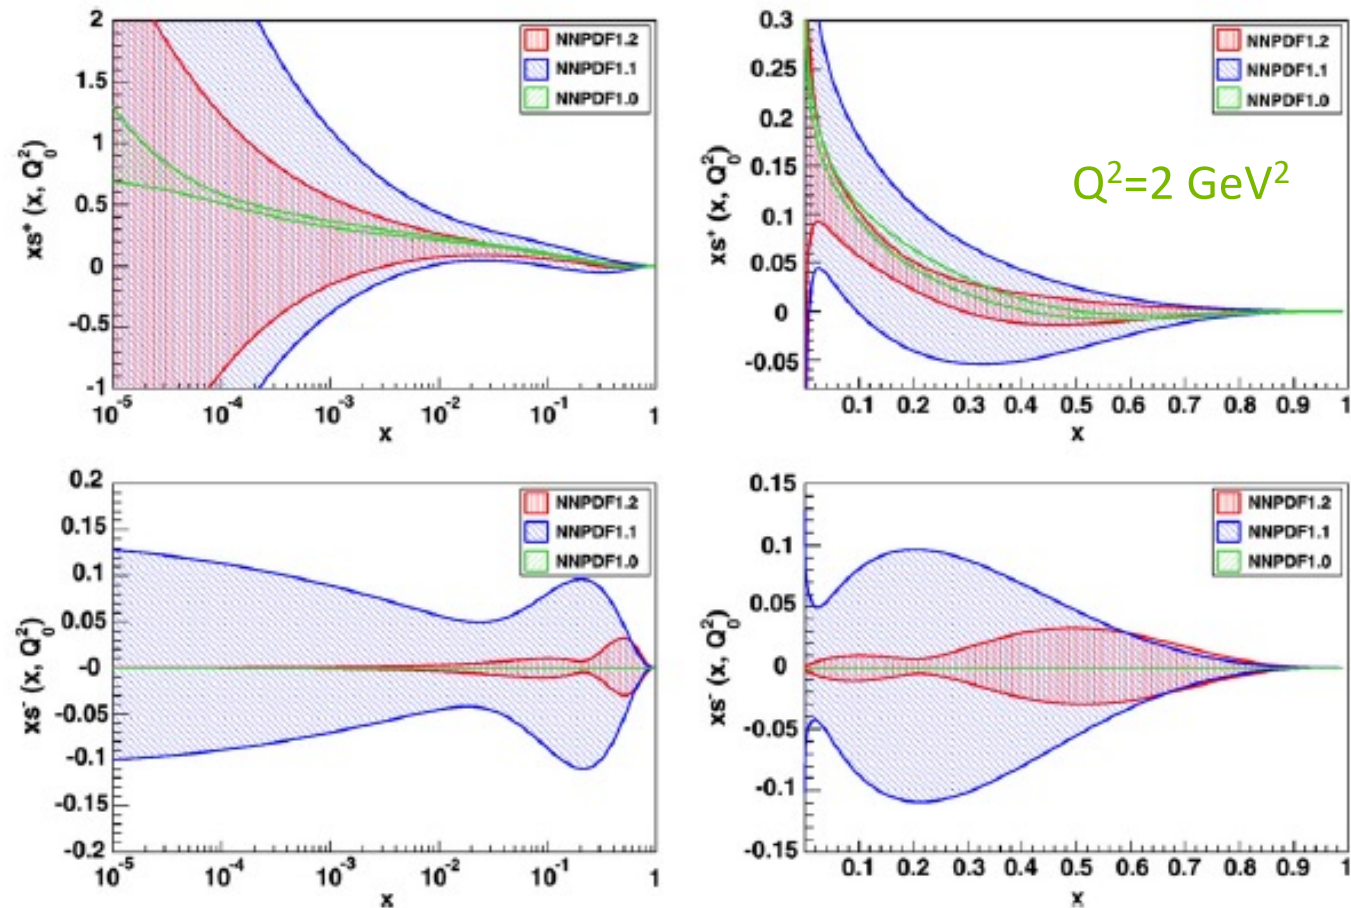 xs⁺ (x, Q₀²)
2
1.5
1
0.5
0
-0.5
-1
NNPDF1.2
NNPDF1.1
NNPDF1.0
10⁻⁵ 10⁻⁴ 10⁻³ 10⁻² 10⁻¹ 1
x
xs⁺ (x, Q₀²)
0.3
0.25
0.2
0.15
0.1
0.05
0
-0.05
NNPDF1.2
NNPDF1.1
NNPDF1.0
Q²=2 GeV²
0.1 0.2 0.3 0.4 0.5 0.6 0.7 0.8 0.9 1
x
xs⁻ (x, Q₀²)
0.2
0.15
0.1
0.05
-0
-0.05
-0.1
-0.15
-0.2
NNPDF1.2
NNPDF1.1
NNPDF1.0
10⁻⁵ 10⁻⁴ 10⁻³ 10⁻² 10⁻¹ 1
x
xs⁻ (x, Q₀²)
0.15
0.1
0.05
0
-0.05
-0.1
-0.15
NNPDF1.2
NNPDF1.1
NNPDF1.0
0.1 0.2 0.3 0.4 0.5 0.6 0.7 0.8 0.9 1
x